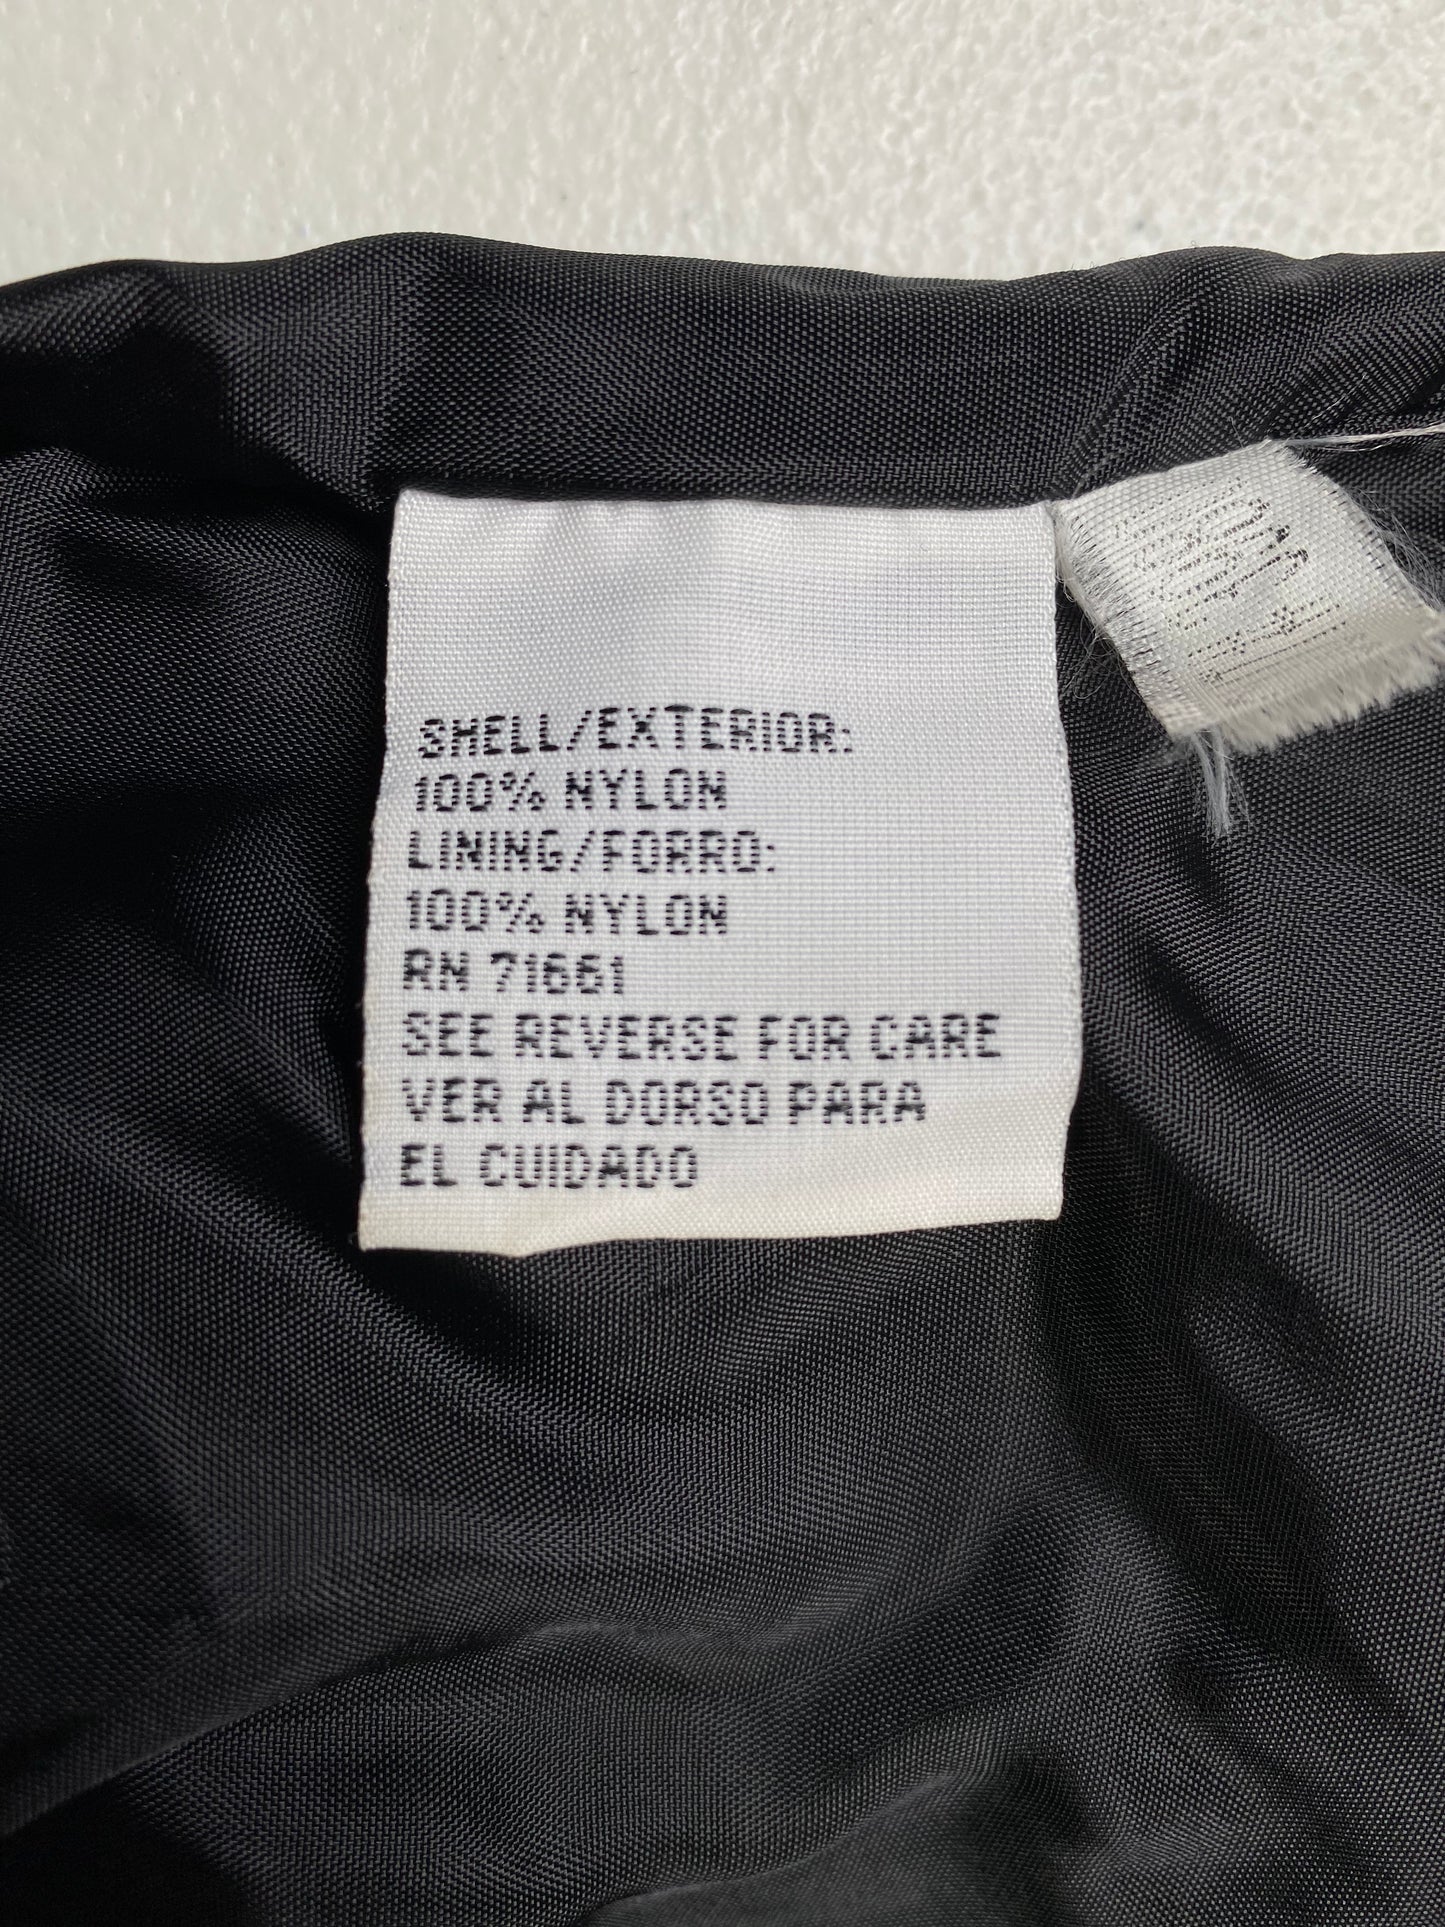 SHELL/EXTERIOR:
100% NYLON
LINING/FORRO:
100% NYLON
RN 71661
SEE REVERSE FOR CARE
VER AL DORSO PARA
EL CUIDADO